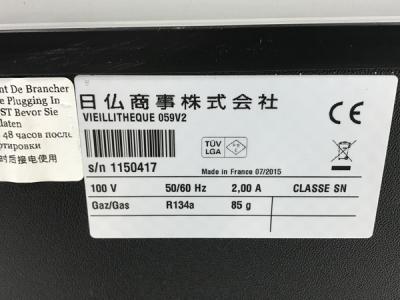 nt De Brancher
e Plugging In
ST Bevor Sie
laten
48 часов после
ортировки
时后接电使用
日仏商事株式会社
VIEILLITHEQUE 059V2
CE
TÜV
LGA
s/n 1150417
Made in France 07/2015
100 V 50/60 Hz 2,00 A CLASSE SN
Gaz/Gas R134a 85 g